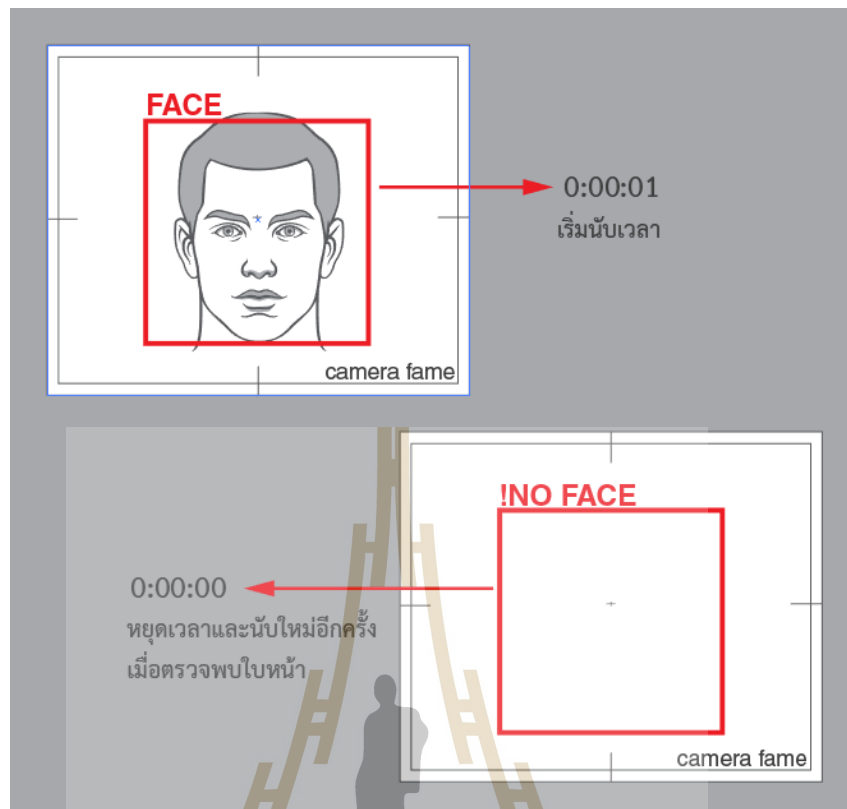 FACE
0:00:01
เริ่มนับเวลา
camera fame
!NO FACE
0:00:00
หยุดเวลาและนับใหม่อีกครั้ง
เมื่อตรวจพบใบหน้า
camera fame